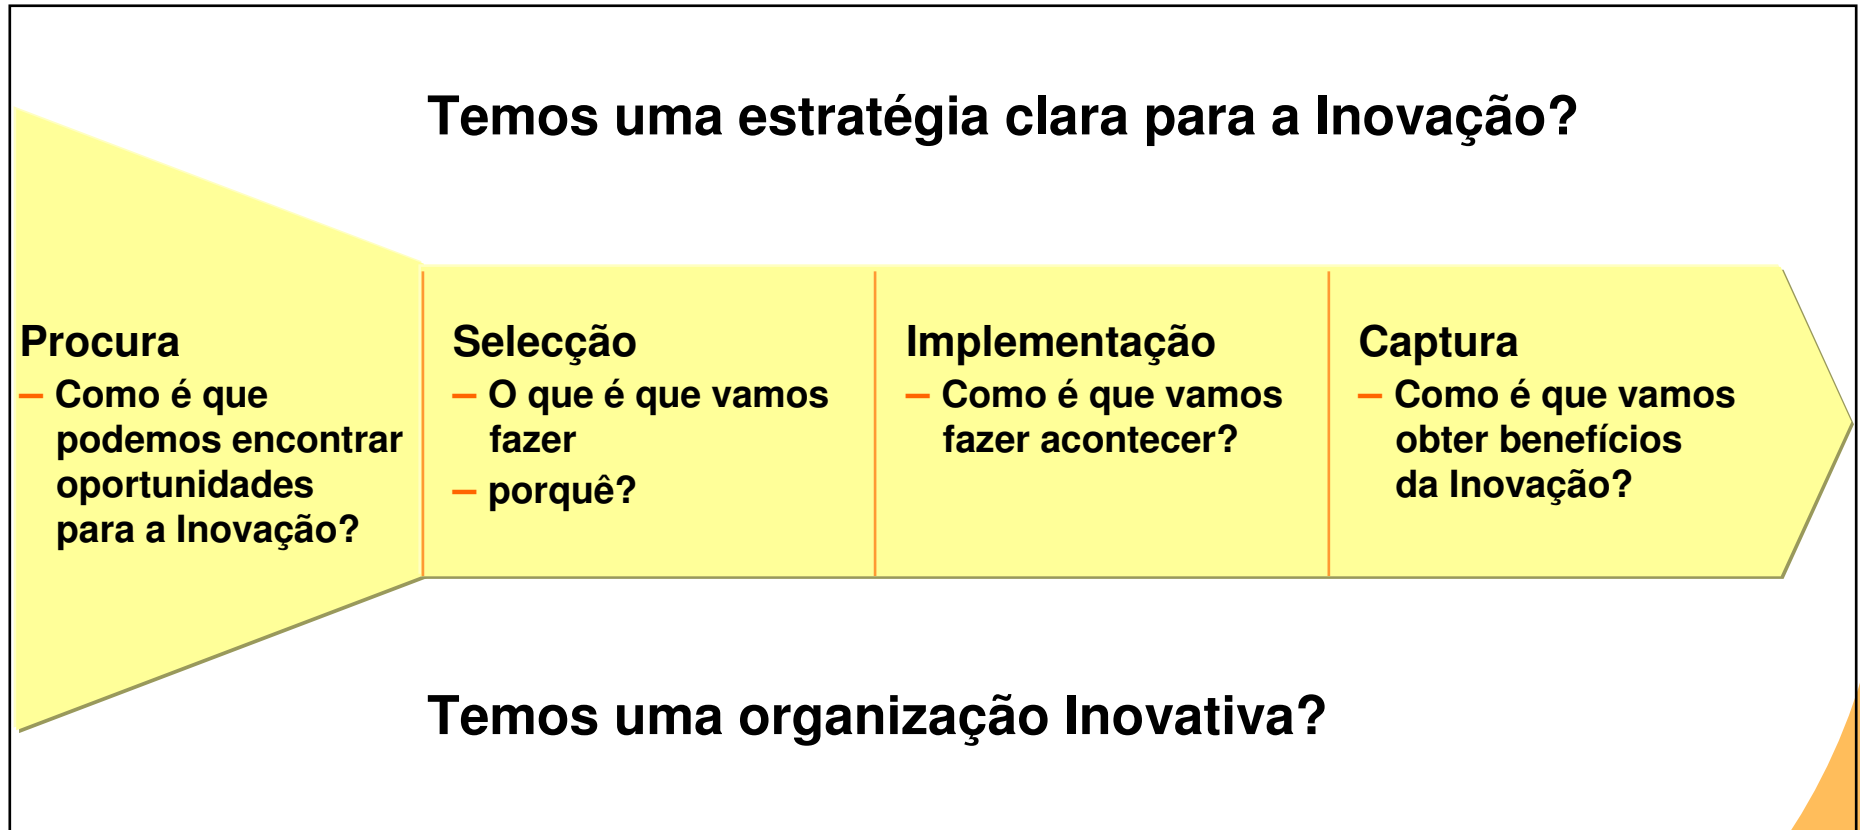 Temos uma estratégia clara para a Inovação?
Procura
– Como é que
podemos encontrar
oportunidades
para a Inovação?
Selecção
– O que é que vamos
fazer
– porquê?
Implementação
– Como é que vamos
fazer acontecer?
Captura
– Como é que vamos
obter benefícios
da Inovação?
Temos uma organização Inovativa?